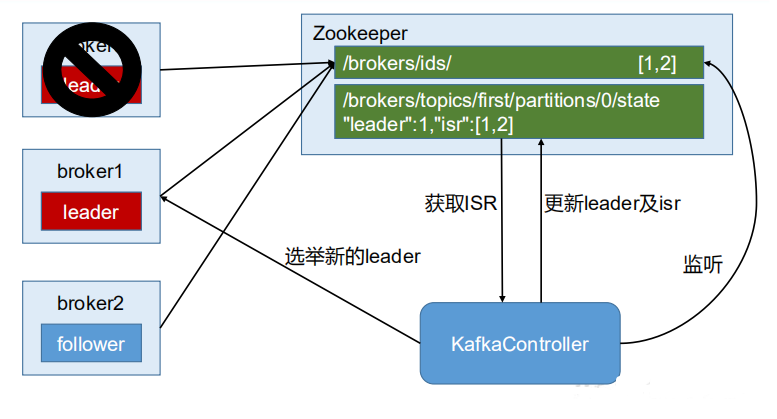 Zookeeper
/brokers/ids/ [1,2]
/brokers/topics/first/partitions/0/state
"leader":1,"isr":[1,2]
broker1
leader
broker2
follower
获取ISR
更新leader及isr
选举新的leader
监听
KafkaController